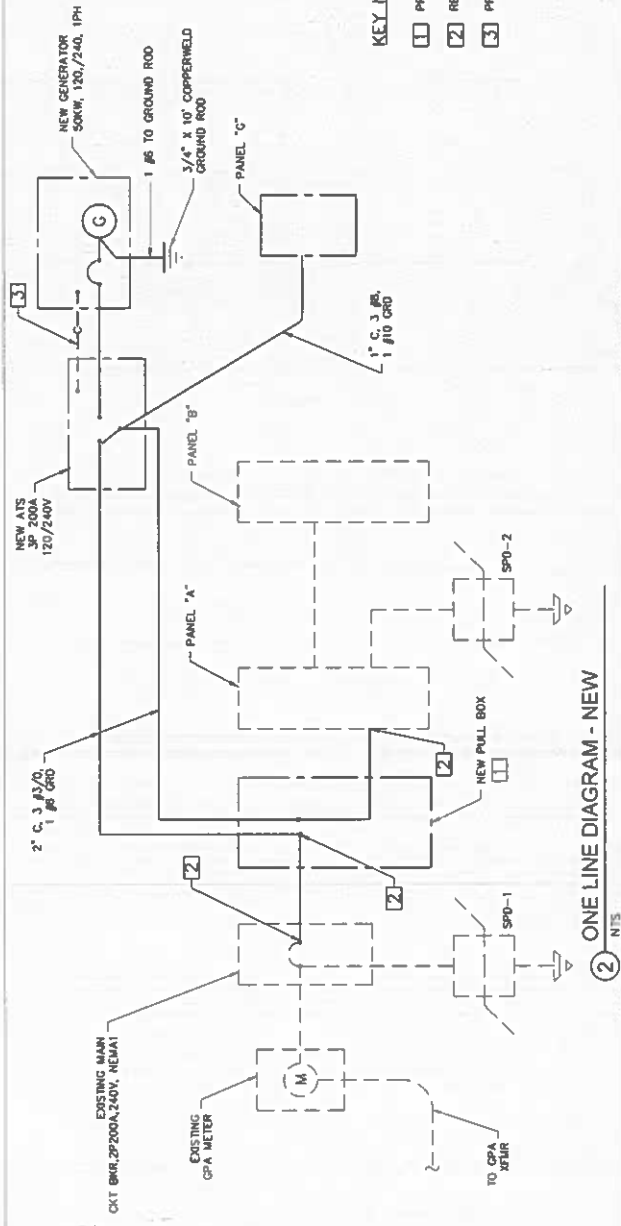 NEW GENERATOR
50KW, 120,/240, 1PH
3
NEW ATS
3P 200A
120/240V
G
1 #6 TO GROUND ROD
3/4" X 10' COPPERWELD
GROUND ROD
PANEL "G"
1" C, 3 #8,
1 #10 GRD
2" C, 3 #3/0,
1 #6 GRD
PANEL "B"
PANEL "A"
2
NEW PULL BOX
1
2
2
EXISTING MAIN
CKT BKR,2P200A,240V, NEMA1
EXISTING
GPA METER
M
TO GPA
XFMR
SPD-1
SPD-2
2
ONE LINE DIAGRAM - NEW
NTS
KEY
1
2
3